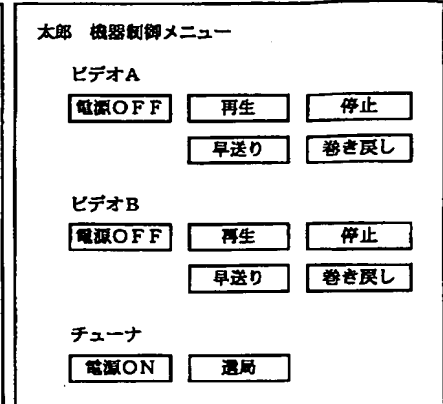 太郎 機器制御メニュー
ビデオA
電源OFF 再生 停止
早送り 巻き戻し
ビデオB
電源OFF 再生 停止
早送り 巻き戻し
チューナ
電源ON 選局